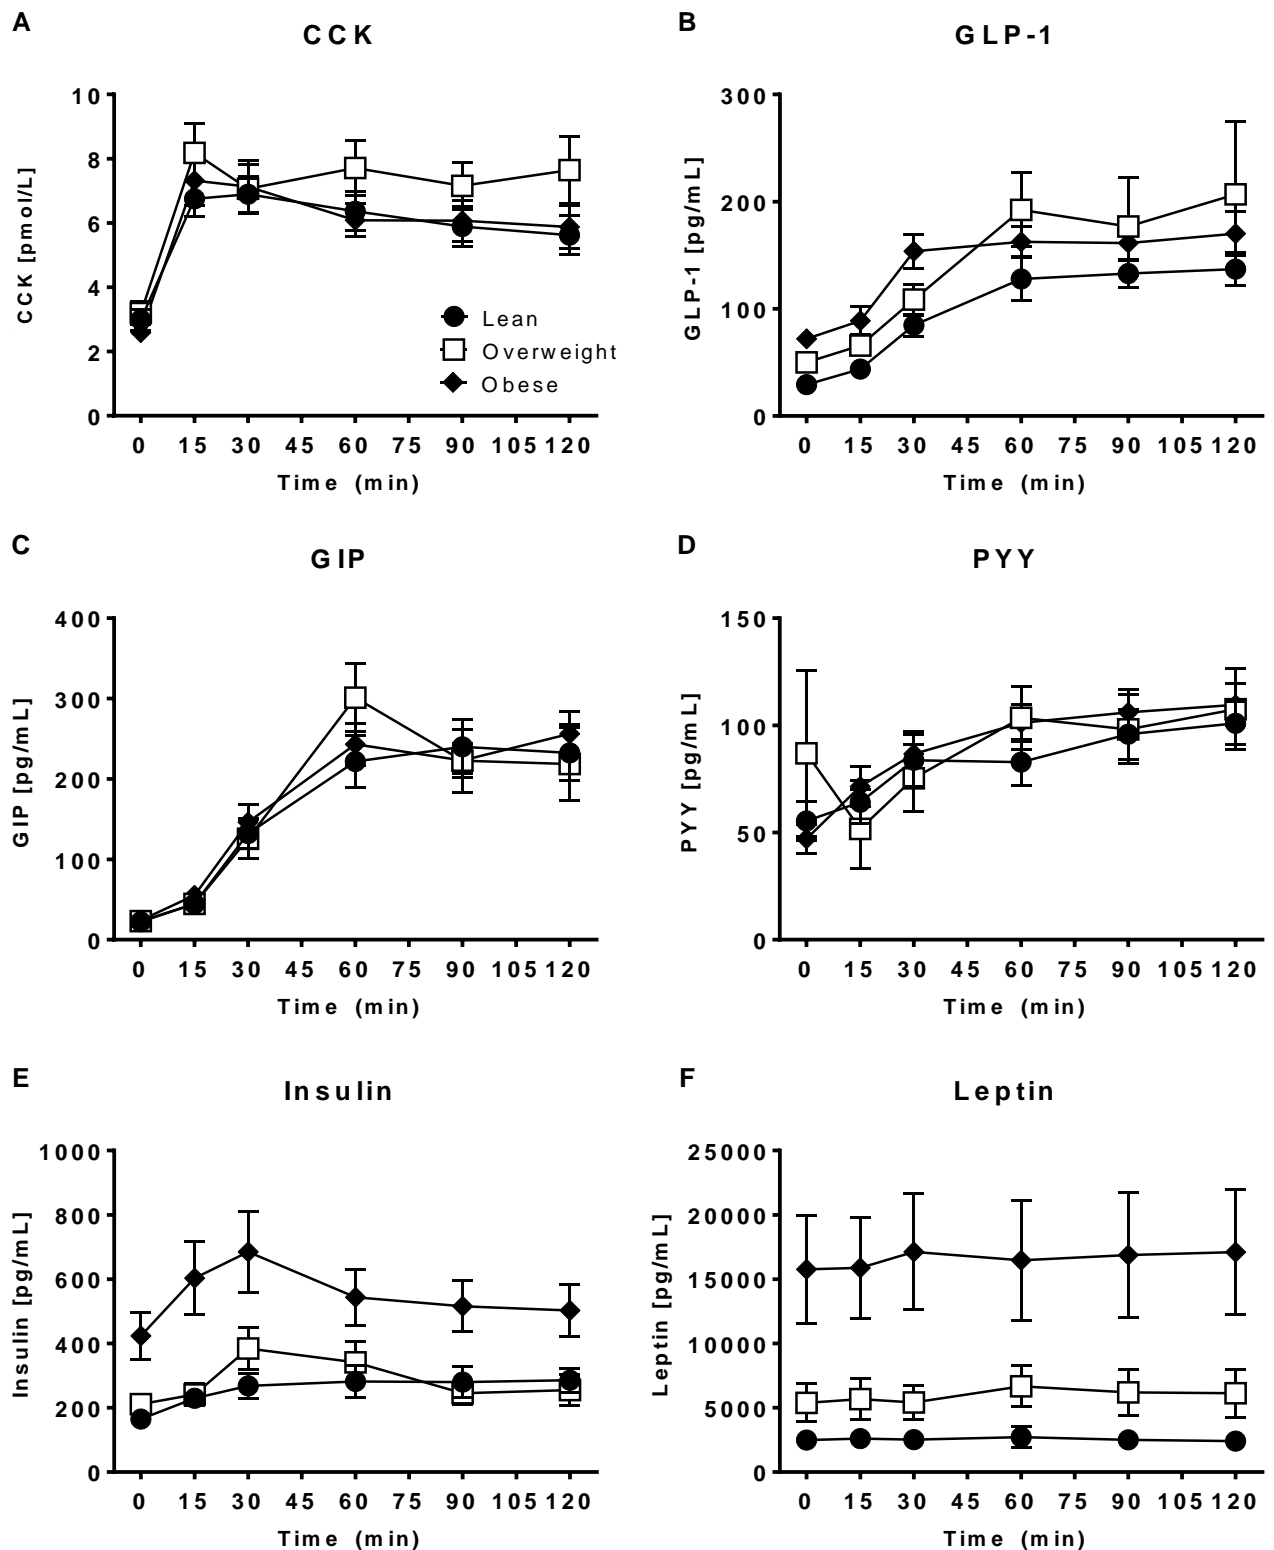 A
CCK
CCK [pmol/L]
10
8
6
4
2
0
Lean
Overweight
Obese
0 15 30 45 60 75 90 105 120
Time (min)
B
GLP-1
GLP-1 [pg/mL]
300
200
100
0
0 15 30 45 60 75 90 105 120
Time (min)
C
GIP
GIP [pg/mL]
400
300
200
100
0
0 15 30 45 60 75 90 105 120
Time (min)
D
PYY
PYY [pg/mL]
150
100
50
0
0 15 30 45 60 75 90 105 120
Time (min)
E
Insulin
Insulin [pg/mL]
1000
800
600
400
200
0
0 15 30 45 60 75 90 105 120
Time (min)
F
Leptin
Leptin [pg/mL]
25000
20000
15000
10000
5000
0
0 15 30 45 60 75 90 105 120
Time (min)